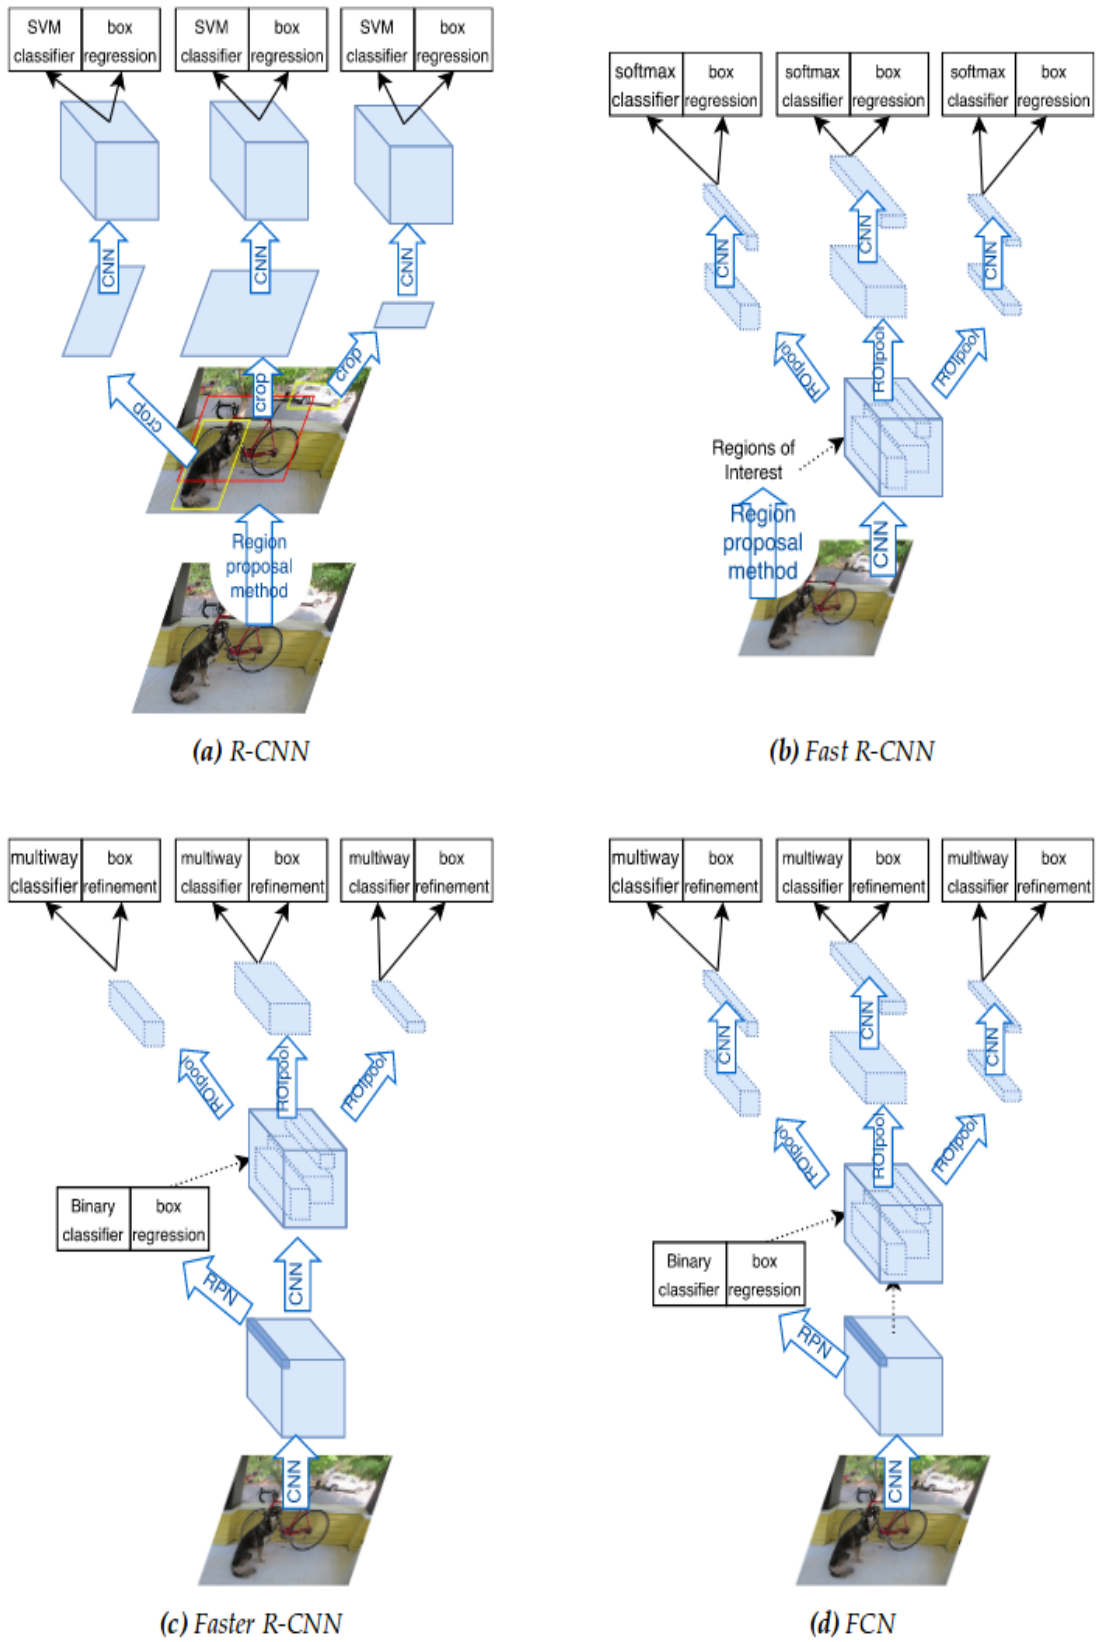 SVM
classifier
box
regression
SVM
classifier
box
regression
SVM
classifier
box
regression
CNN
CNN
CNN
crop
crop
crop
Region
proposal
method
(a) R-CNN
softmax
classifier
box
regression
softmax
classifier
box
regression
softmax
classifier
box
regression
CNN
CNN
CNN
ROIpool
ROIpool
ROIpool
Regions of
Interest
Region
proposal
method
CNN
(b) Fast R-CNN
multiway
classifier
box
refinement
multiway
classifier
box
refinement
multiway
classifier
box
refinement
ROIpool
ROIpool
ROIpool
Binary
classifier
box
regression
RPN
CNN
CNN
(c) Faster R-CNN
multiway
classifier
box
refinement
multiway
classifier
box
refinement
multiway
classifier
box
refinement
CNN
CNN
CNN
ROIpool
ROIpool
ROIpool
Binary
classifier
box
regression
RPN
CNN
(d) FCN